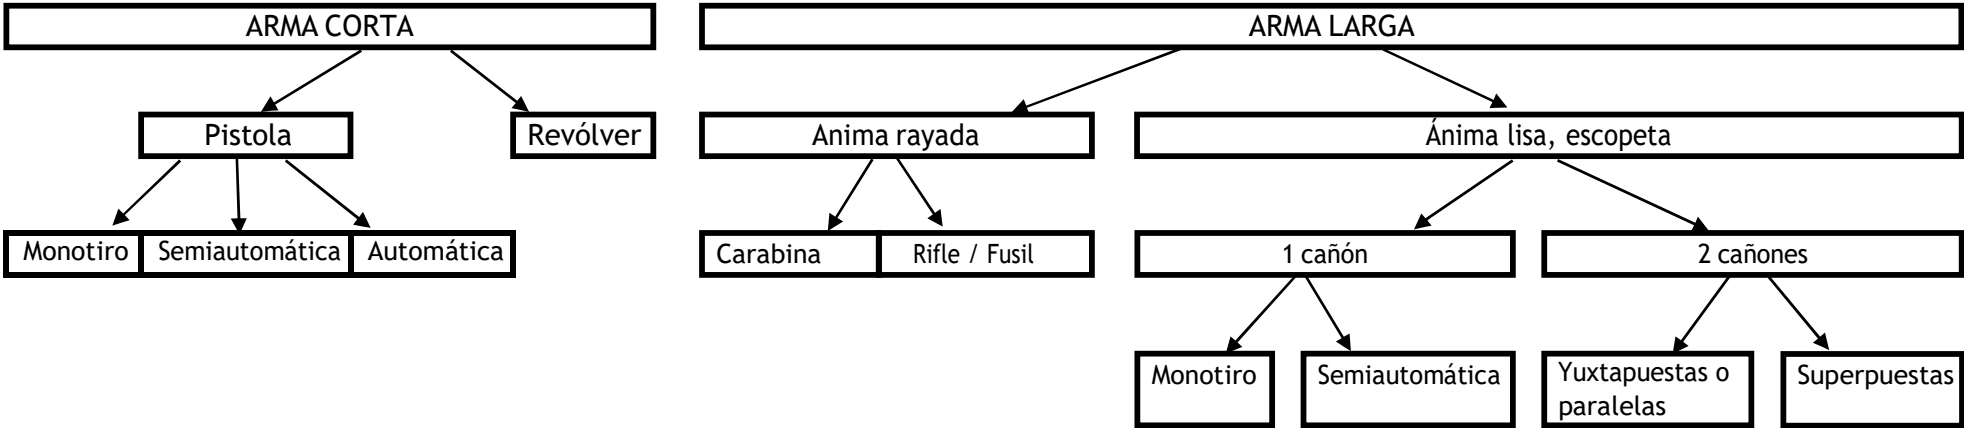 ARMA CORTA
ARMA LARGA
Pistola
Revólver
Anima rayada
Ánima lisa, escopeta
Monotiro
Semiautomática
Automática
Carabina
Rifle / Fusil
1 cañón
2 cañones
Monotiro
Semiautomática
Yuxtapuestas o
paralelas
Superpuestas